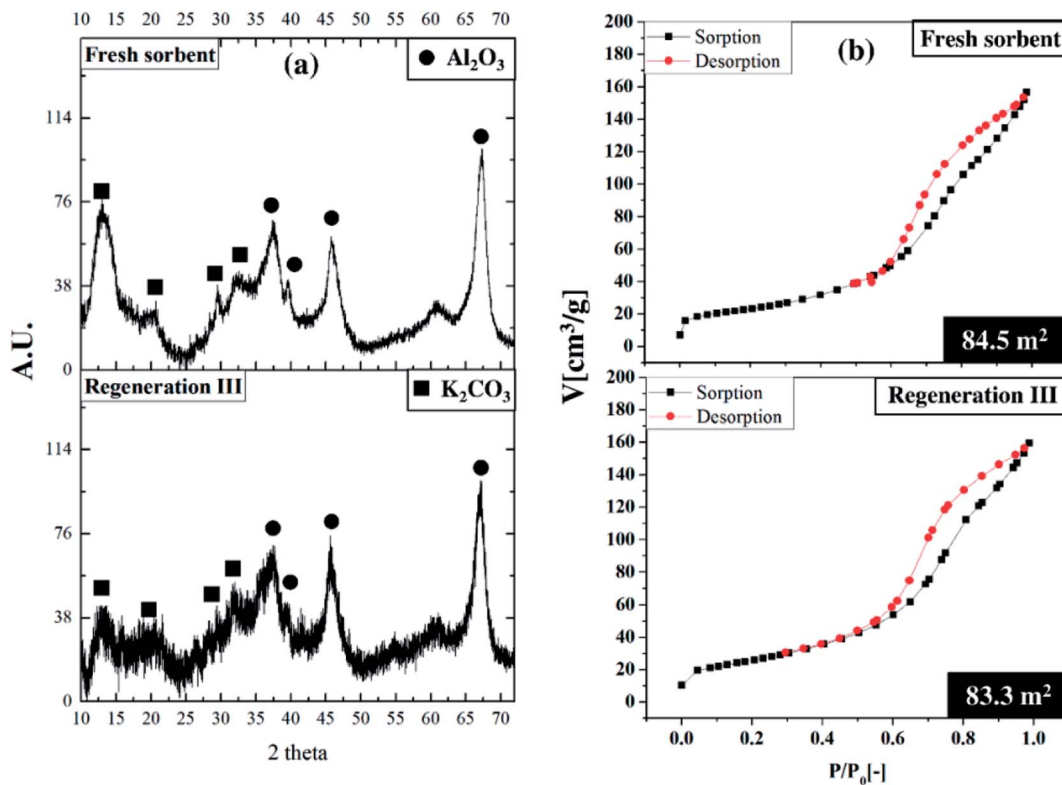 10 15 20 25 30 35 40 45 50 55 60 65 70
Fresh sorbent
(a)
● Al₂O₃
114
76
38
0
A.U.
Regeneration III
■ K₂CO₃
114
76
38
0
10 15 20 25 30 35 40 45 50 55 60 65 70
2 theta
200
180
160
140
120
100
80
60
40
20
0
Sorption
Desorption
(b)
Fresh sorbent
84.5 m²
V[cm³/g]
200
180
160
140
120
100
80
60
40
20
0
Sorption
Desorption
Regeneration III
83.3 m²
0.0 0.2 0.4 0.6 0.8 1.0
P/P₀[-]